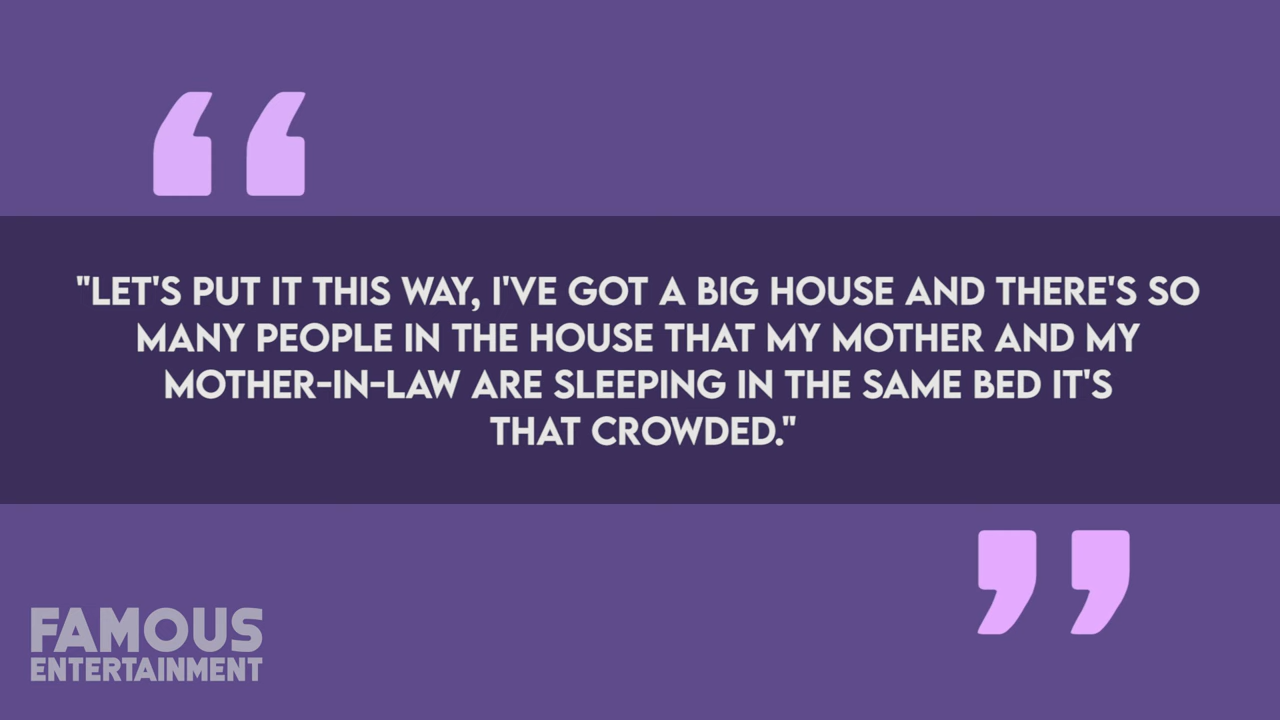 "LET'S PUT IT THIS WAY, I'VE GOT A BIG HOUSE AND THERE'S SO
MANY PEOPLE IN THE HOUSE THAT MY MOTHER AND MY
MOTHER-IN-LAW ARE SLEEPING IN THE SAME BED IT'S
THAT CROWDED."
FAMOUS
ENTERTAINMENT